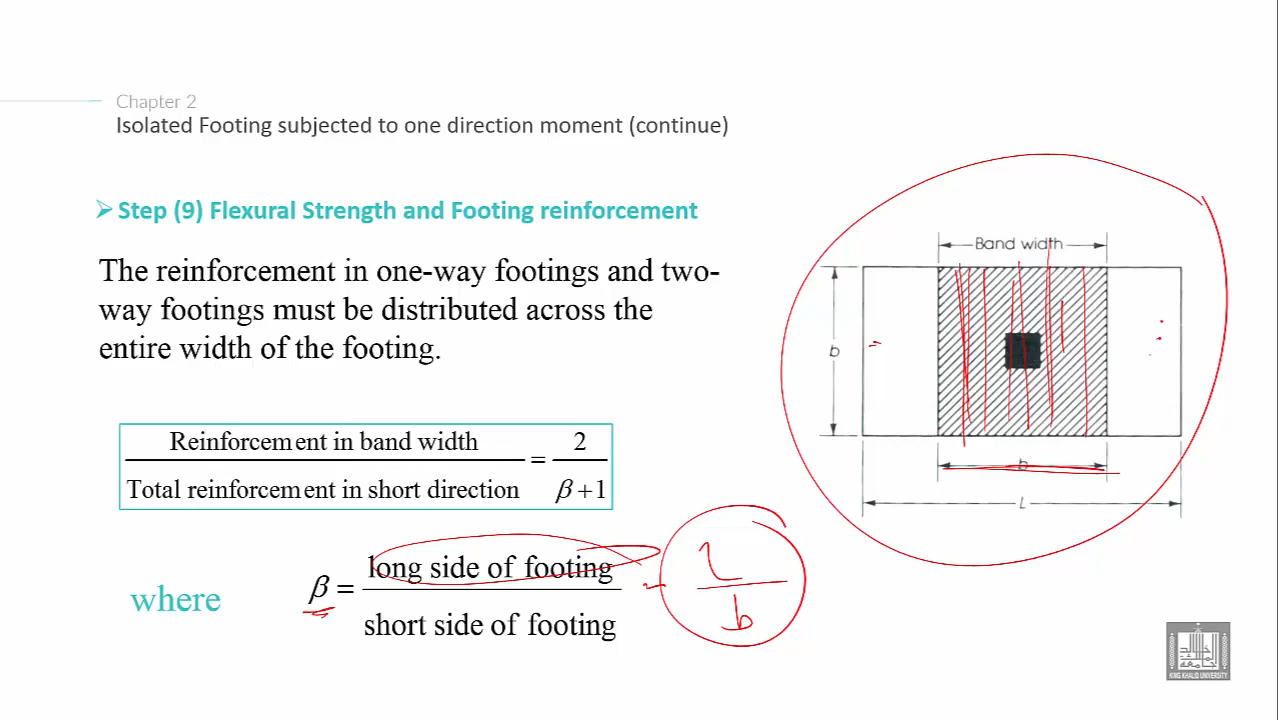 Chapter 2
Isolated Footing subjected to one direction moment (continue)
Step (9) Flexural Strength and Footing reinforcement
The reinforcement in one-way footings and two-
way footings must be distributed across the
entire width of the footing.
Reinforcement in band width
Total reinforcement in short direction
=
2
β+1
where
β =
long side of footing
short side of footing
=
L
b
Band width
b
b
L
KING KHALID UNIVERSITY